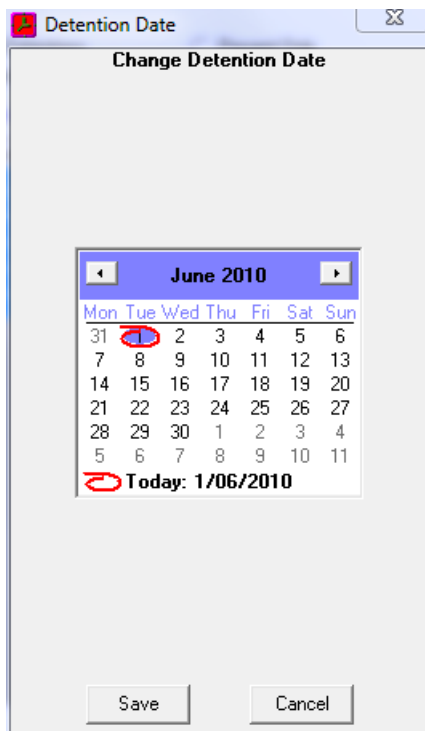 Detention Date
Change Detention Date
June 2010
Mon Tue Wed Thu Fri Sat Sun
31 1 2 3 4 5 6
7 8 9 10 11 12 13
14 15 16 17 18 19 20
21 22 23 24 25 26 27
28 29 30 1 2 3 4
5 6 7 8 9 10 11
Today: 1/06/2010
Save Cancel